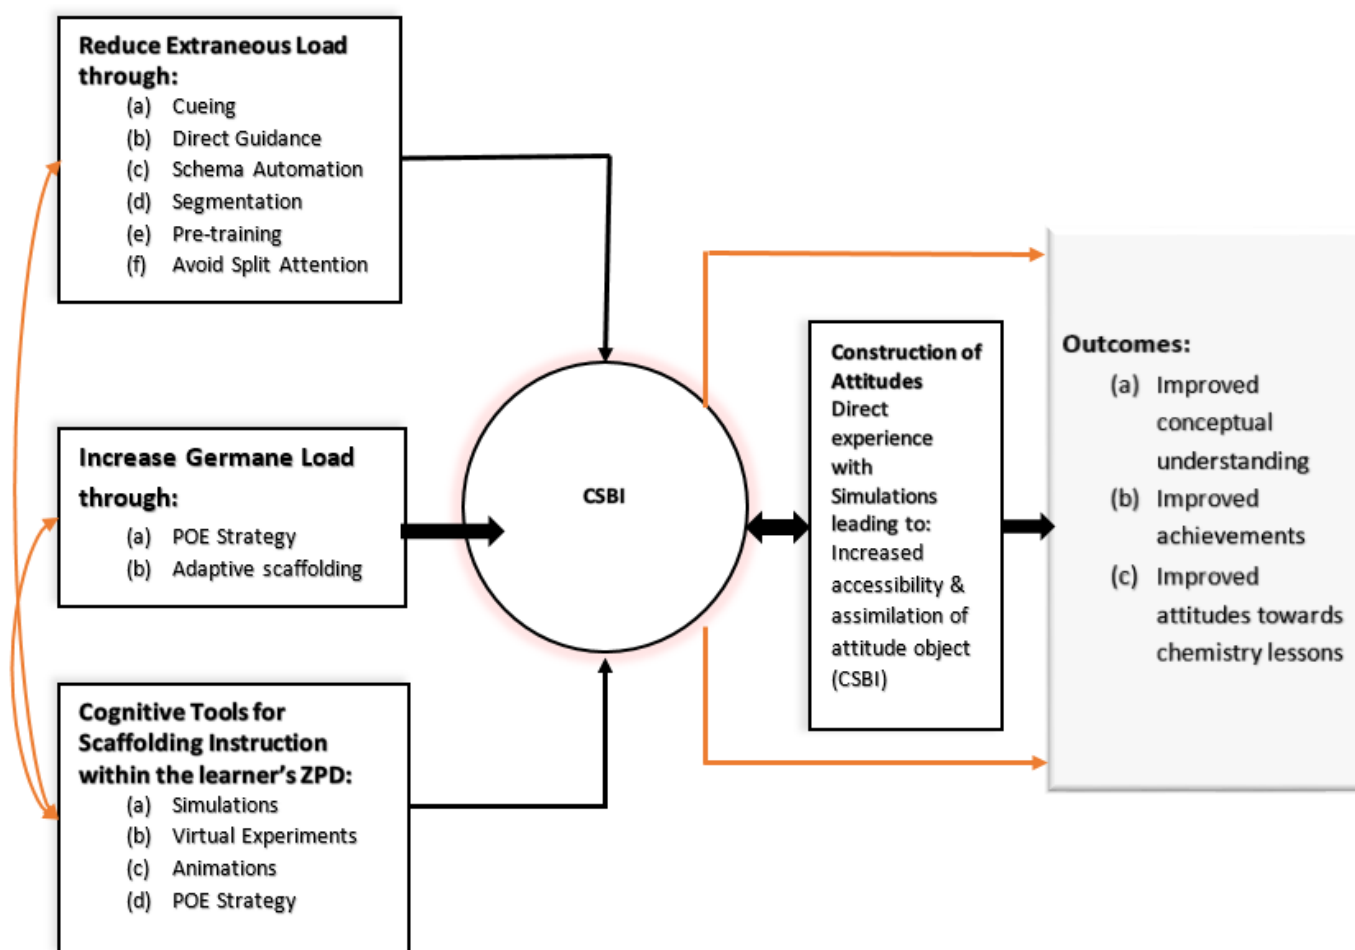 Reduce Extraneous Load
through:
(a) Cueing
(b) Direct Guidance
(c) Schema Automation
(d) Segmentation
(e) Pre-training
(f) Avoid Split Attention
Increase Germane Load
through:
(a) POE Strategy
(b) Adaptive scaffolding
Cognitive Tools for
Scaffolding Instruction
within the learner's ZPD:
(a) Simulations
(b) Virtual Experiments
(c) Animations
(d) POE Strategy
CSBI
Construction of
Attitudes
Direct
experience
with
Simulations
leading to:
Increased
accessibility &
assimilation of
attitude object
(CSBI)
Outcomes:
(a) Improved
conceptual
understanding
(b) Improved
achievements
(c) Improved
attitudes towards
chemistry lessons